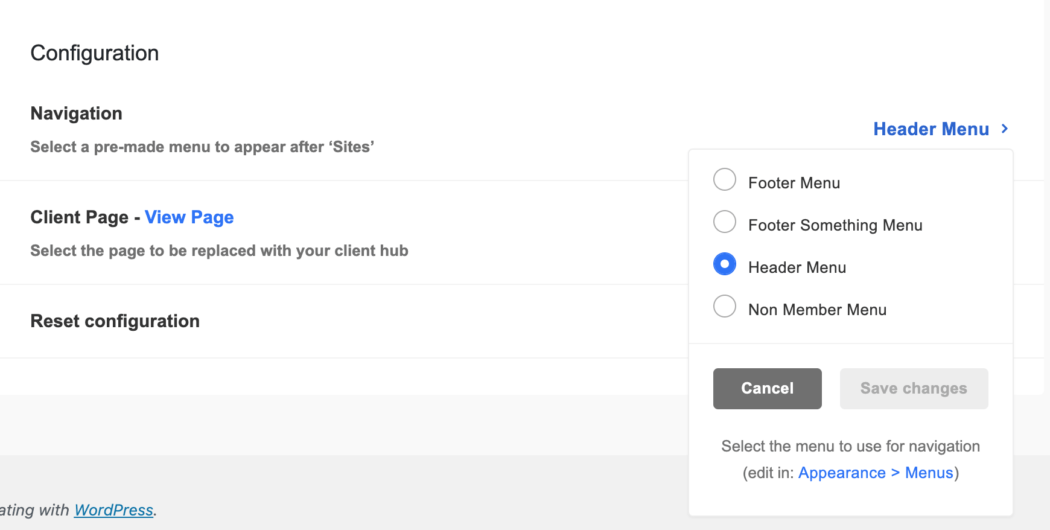 Configuration
Navigation
Select a pre-made menu to appear after ‘Sites’
Header Menu >
Client Page - View Page
Select the page to be replaced with your client hub
Reset configuration
Footer Menu
Footer Something Menu
Header Menu
Non Member Menu
Cancel
Save changes
Select the menu to use for navigation
(edit in: Appearance > Menus)
ating with WordPress.